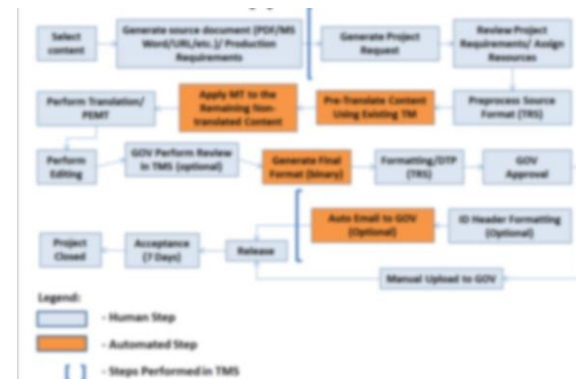 Select
content
Generate source document (PDF/MS
Word/URL/etc.)/ Production
Requirements
Generate Project
Request
Review Project
Requirements/ Assign
Resources
Perform Translation/
PEMT
Apply MT to the
Remaining Non-
translated Content
Pre-Translate Content
Using Existing TM
Preprocess Source
Format (TRS)
Perform
Editing
GOV Perform Review
in TMS (optional)
Generate Final
Format (binary)
Formatting/DTP
(TRS)
GOV
Approval
Project
Closed
Acceptance
(7 Days)
Release
Auto Email to GOV
(Optional)
ID Header Formatting
(Optional)
Manual Upload to GOV
Legend:
- Human Step
- Automated Step
[ ] - Steps Performed in TMS